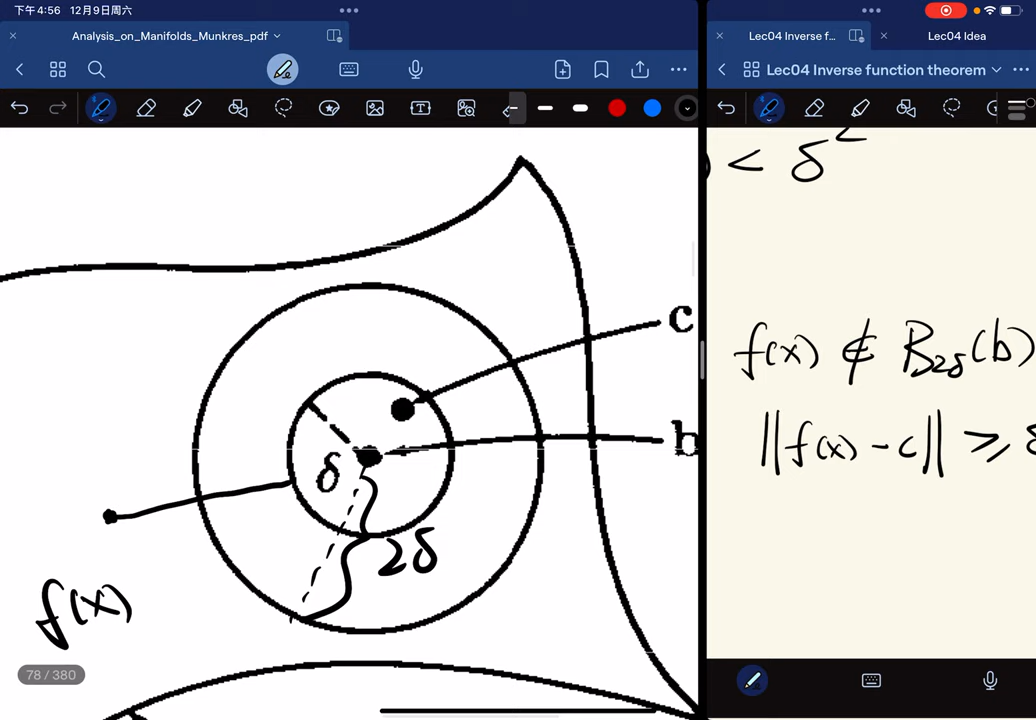 下午4:56 12月9日周六
Analysis_on_Manifolds_Munkres_pdf
Lec04 Inverse f...
Lec04 Idea
Lec04 Inverse function theorem
T
c
b
δ
2δ
f(x)
78 / 380
< δ²
f(x) ∉ B₂δ(b)
||f(x) - c|| ⩾ δ